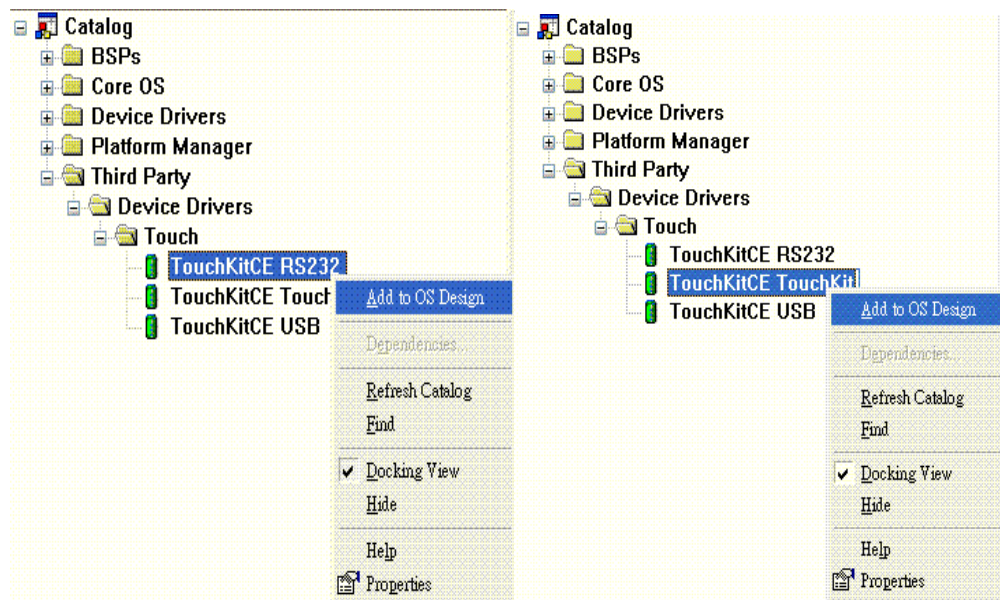 Catalog
BSPs
Core OS
Device Drivers
Platform Manager
Third Party
Device Drivers
Touch
TouchKitCE RS232
TouchKitCE Touch
TouchKitCE USB
Add to OS Design
Dependencies...
Refresh Catalog
Find
Docking View
Hide
Help
Properties
Catalog
BSPs
Core OS
Device Drivers
Platform Manager
Third Party
Device Drivers
Touch
TouchKitCE RS232
TouchKitCE TouchKit
TouchKitCE USB
Add to OS Design
Dependencies...
Refresh Catalog
Find
Docking View
Hide
Help
Properties